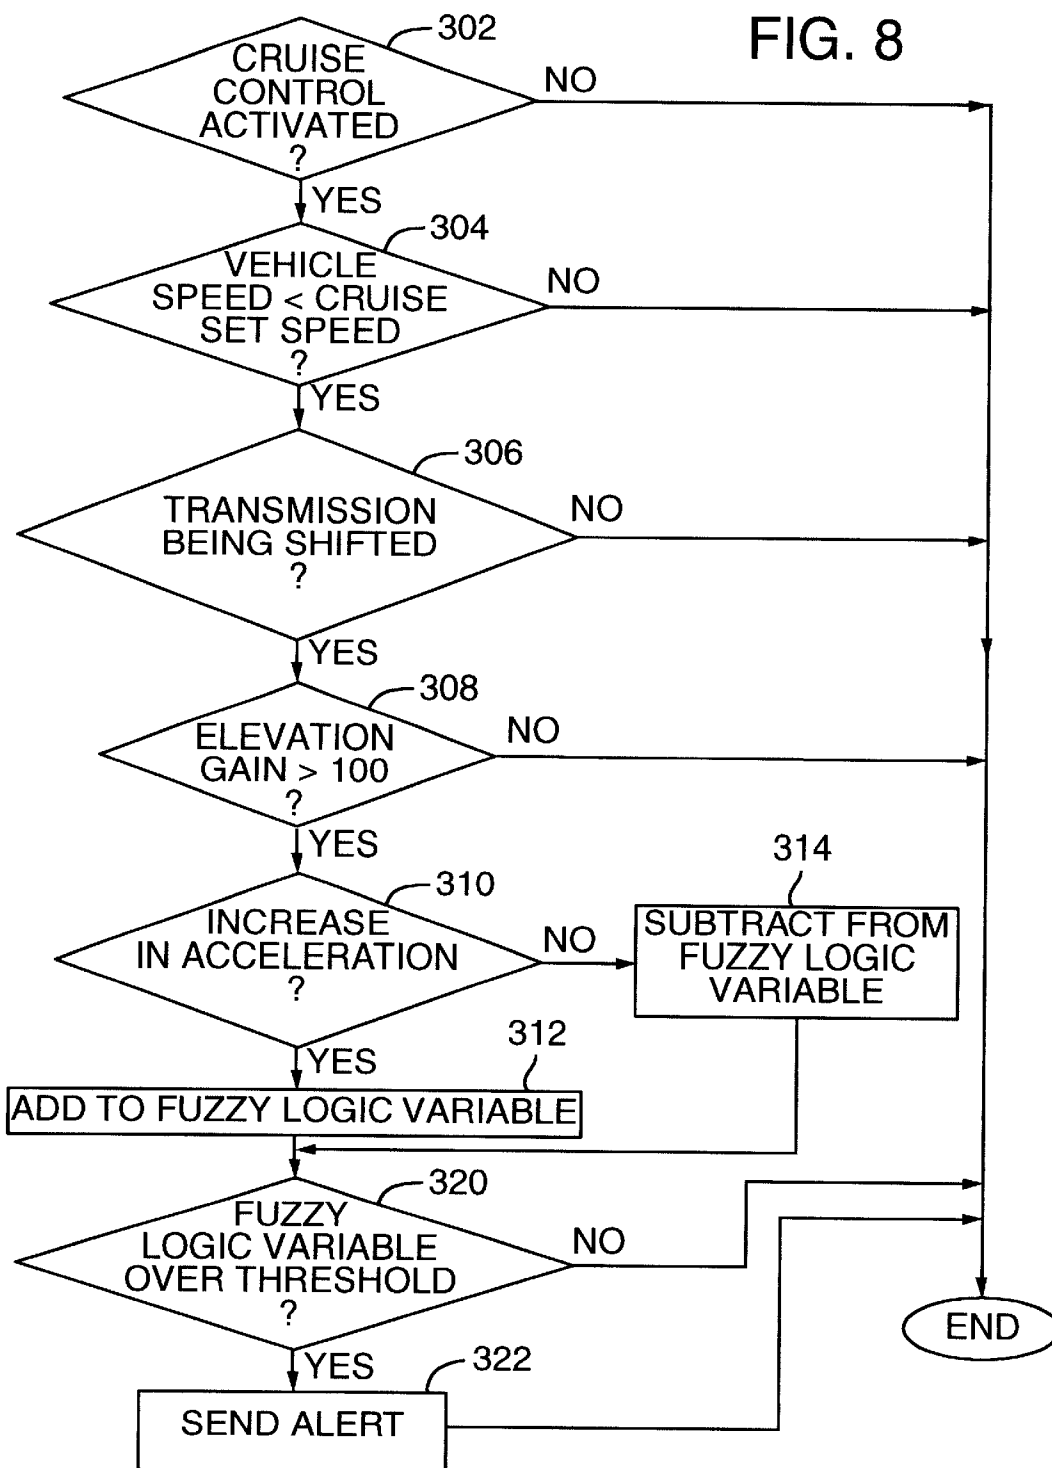 FIG. 8
302
CRUISE
CONTROL
ACTIVATED
?
NO
YES
304
VEHICLE
SPEED < CRUISE
SET SPEED
?
NO
YES
306
TRANSMISSION
BEING SHIFTED
?
NO
YES
308
ELEVATION
GAIN > 100
?
NO
YES
310
INCREASE
IN ACCELERATION
?
NO
314
SUBTRACT FROM
FUZZY LOGIC
VARIABLE
YES
312
ADD TO FUZZY LOGIC VARIABLE
320
FUZZY
LOGIC VARIABLE
OVER THRESHOLD
?
NO
END
YES
322
SEND ALERT